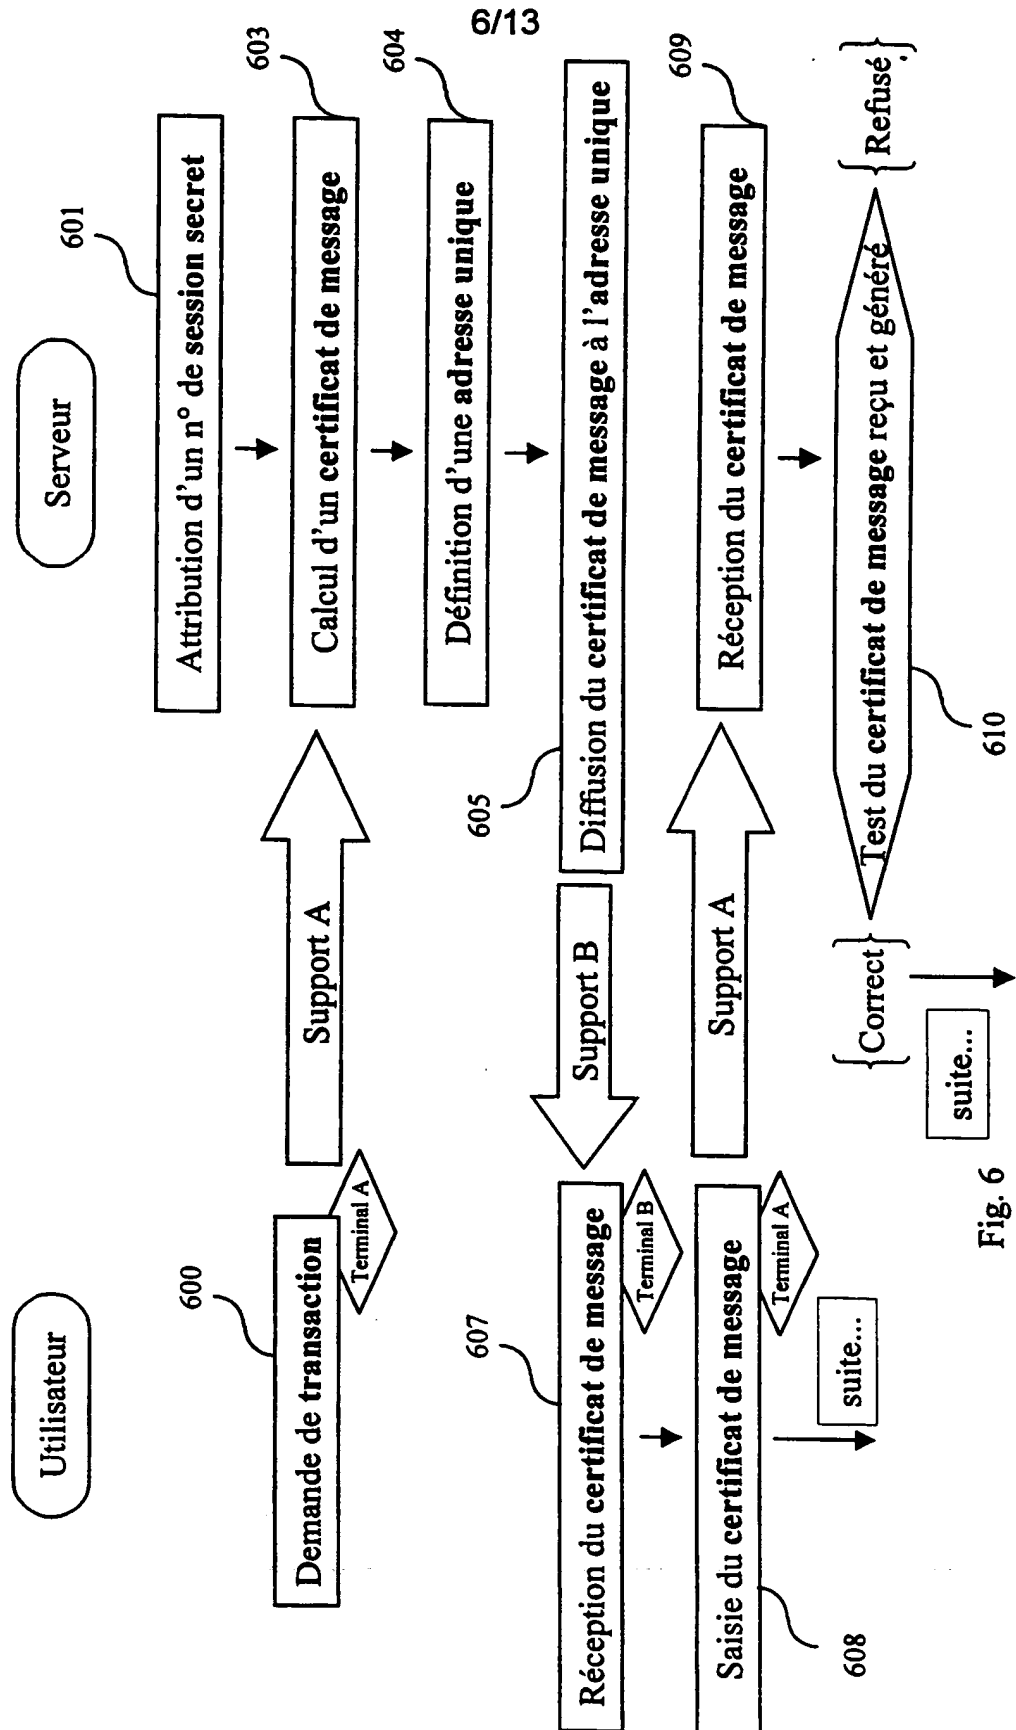 6/13
Utilisateur
Serveur
601
Attribution d'un n° de session secret
600
Demande de transaction
Terminal A
Support A
603
Calcul d'un certificat de message
604
Définition d'une adresse unique
605
Diffusion du certificat de message à l'adresse unique
Support B
607
Réception du certificat de message
Terminal B
Saisie du certificat de message
608
Terminal A
Support A
609
Réception du certificat de message
suite...
{Correct}
Test du certificat de message reçu et généré
{Refusé}
610
suite...
Fig. 6